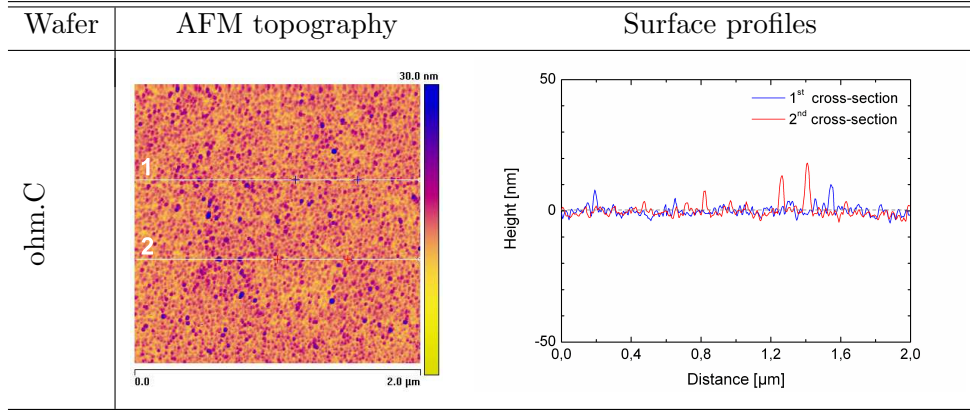 Wafer AFM topography Surface profiles
ohm.C
30.0 nm
1
2
0.0 2.0 µm
50
0
-50
Height [nm]
1st cross-section
2nd cross-section
0,0 0,4 0,8 1,2 1,6 2,0
Distance [µm]